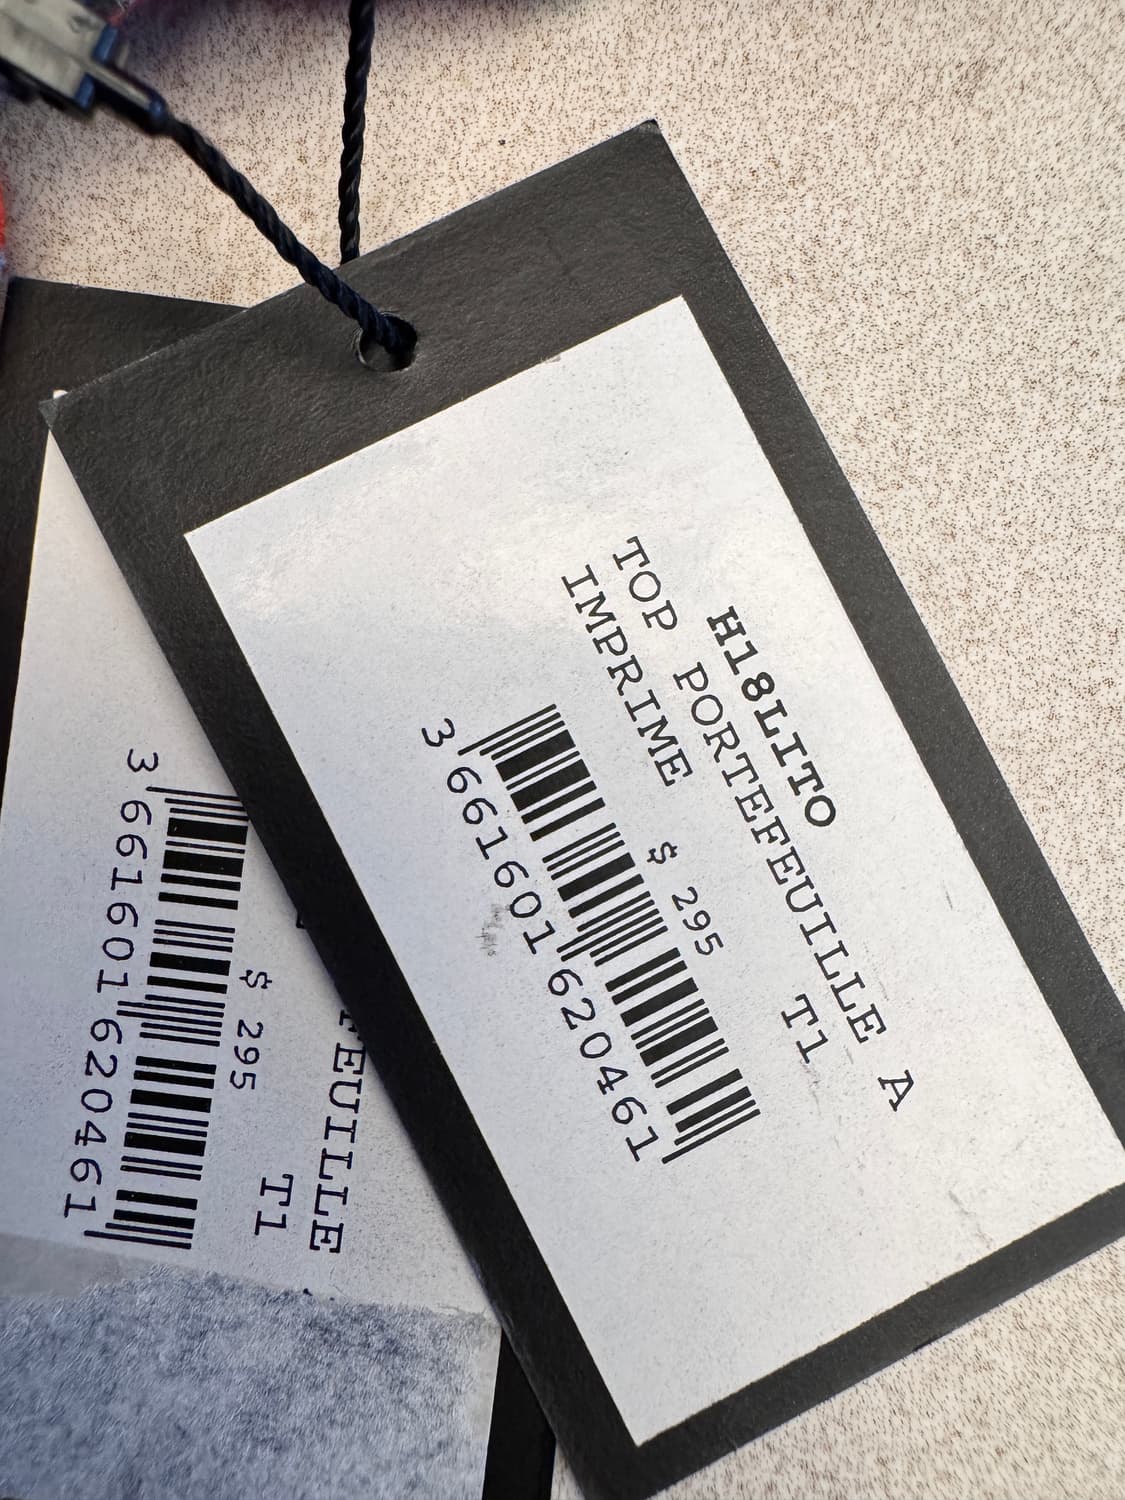 H18LITO
TOP PORTEFEUILLE A
IMPRIME T1
$ 295
3 661601 620461
FEUILLE
T1
$ 295
3 661601 620461